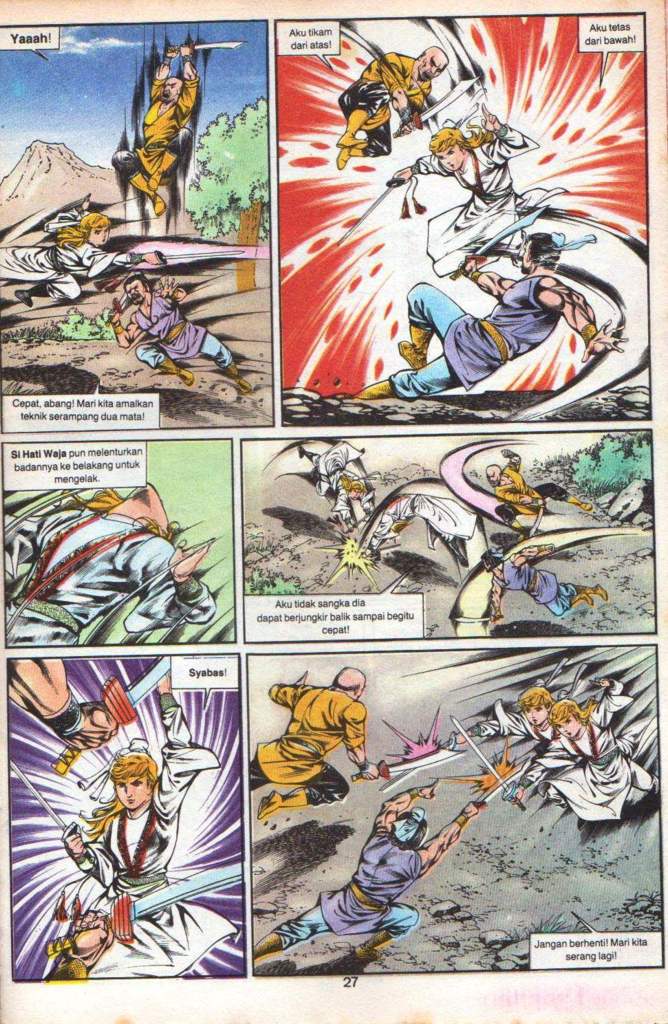 Yaaah!
Cepat, abang! Mari kita amalkan
teknik serampang dua mata!
Aku tikam
dari atas!
Aku tetas
dari bawah!
Si Hati Waja pun melenturkan
badannya ke belakang untuk
mengelak.
Aku tidak sangka dia
dapat berjungkir balik sampai begitu
cepat!
Syabas!
Jangan berhenti! Mari kita
serang lagi!
27